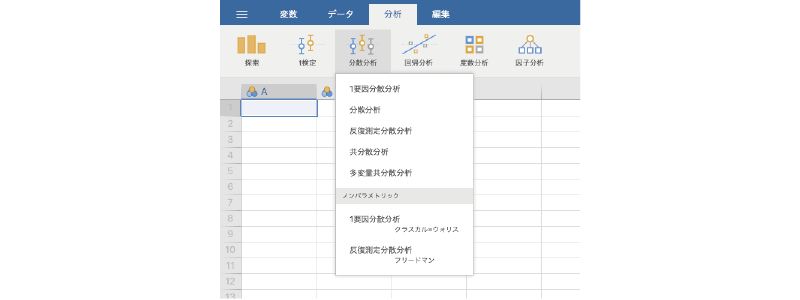 変数 データ 分析 編集
探索 t検定 分散分析 回帰分析 度数分析 因子分析
A
1要因分散分析
分散分析
反復測定分散分析
共分散分析
多変量共分散分析
ノンパラメトリック
1要因分散分析
クラスカル=ウォリス
反復測定分散分析
フリードマン
1
2
3
4
5
6
7
8
9
10
11
12
13